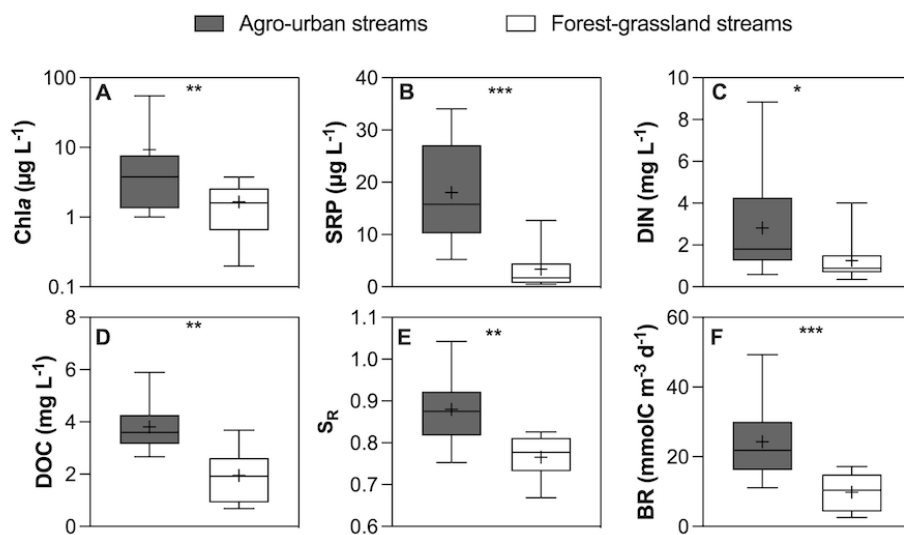 Agro-urban streams
Forest-grassland streams
A
**
Chla (µg L-1)
100
10
1
0.1
B
***
SRP (µg L-1)
40
30
20
10
0
C
*
DIN (mg L-1)
10
8
6
4
2
0
D
**
DOC (mg L-1)
8
6
4
2
0
E
**
SR
1.1
1.0
0.9
0.8
0.7
0.6
F
***
BR (mmolC m-3 d-1)
60
40
20
0